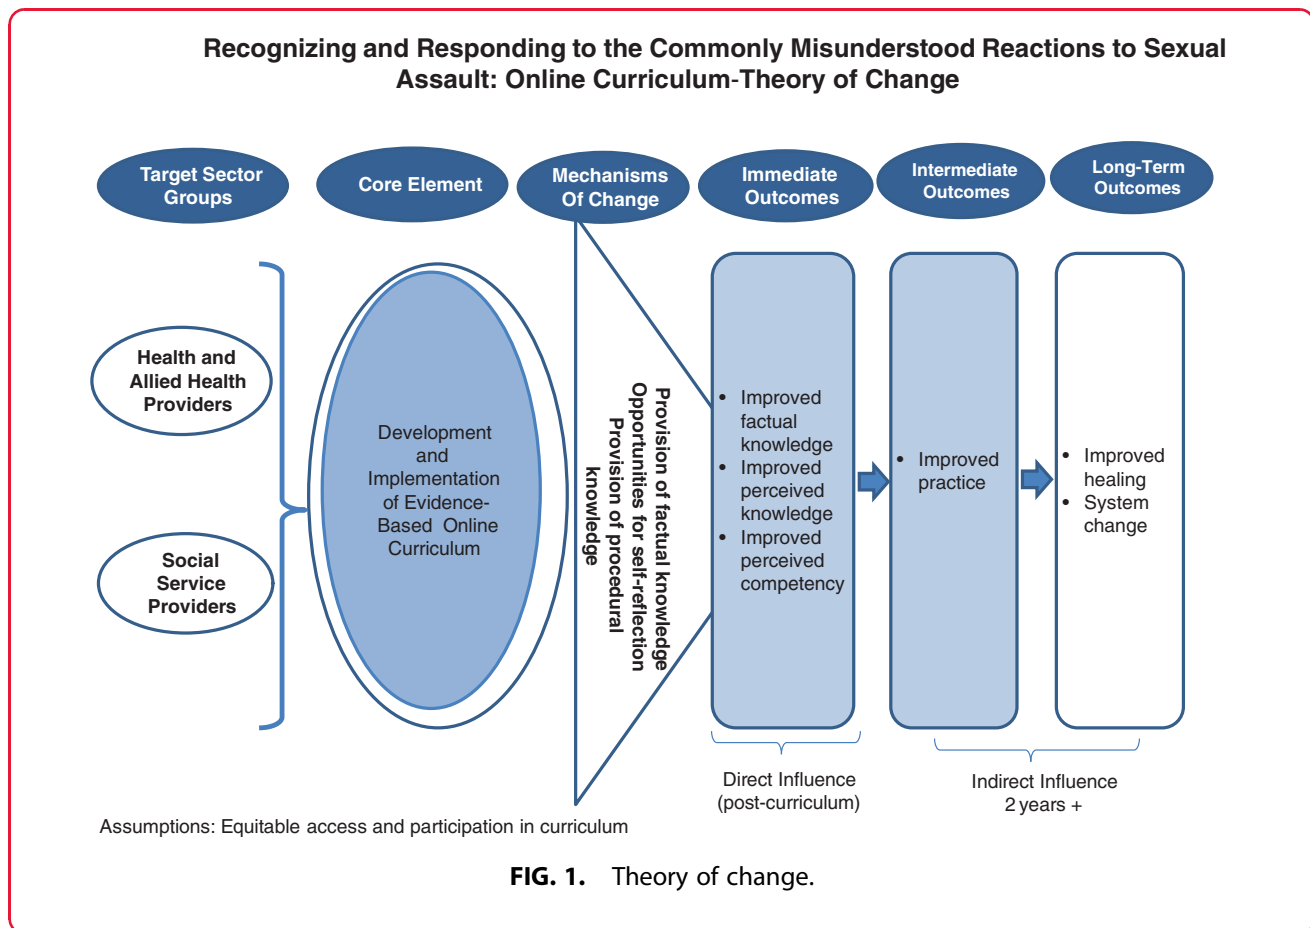 Recognizing and Responding to the Commonly Misunderstood Reactions to Sexual
Assault: Online Curriculum-Theory of Change
Target Sector
Groups
Core Element
Mechanisms
Of Change
Immediate
Outcomes
Intermediate
Outcomes
Long-Term
Outcomes
Health and
Allied Health
Providers
Social
Service
Providers
Development
and
Implementation
of Evidence-
Based Online
Curriculum
Provision of factual knowledge
Opportunities for self-reflection
Provision of procedural
knowledge
• Improved
factual
knowledge
• Improved
perceived
knowledge
• Improved
perceived
competency
• Improved
practice
• Improved
healing
• System
change
Direct Influence
(post-curriculum)
Indirect Influence
2 years +
Assumptions: Equitable access and participation in curriculum
FIG. 1. Theory of change.